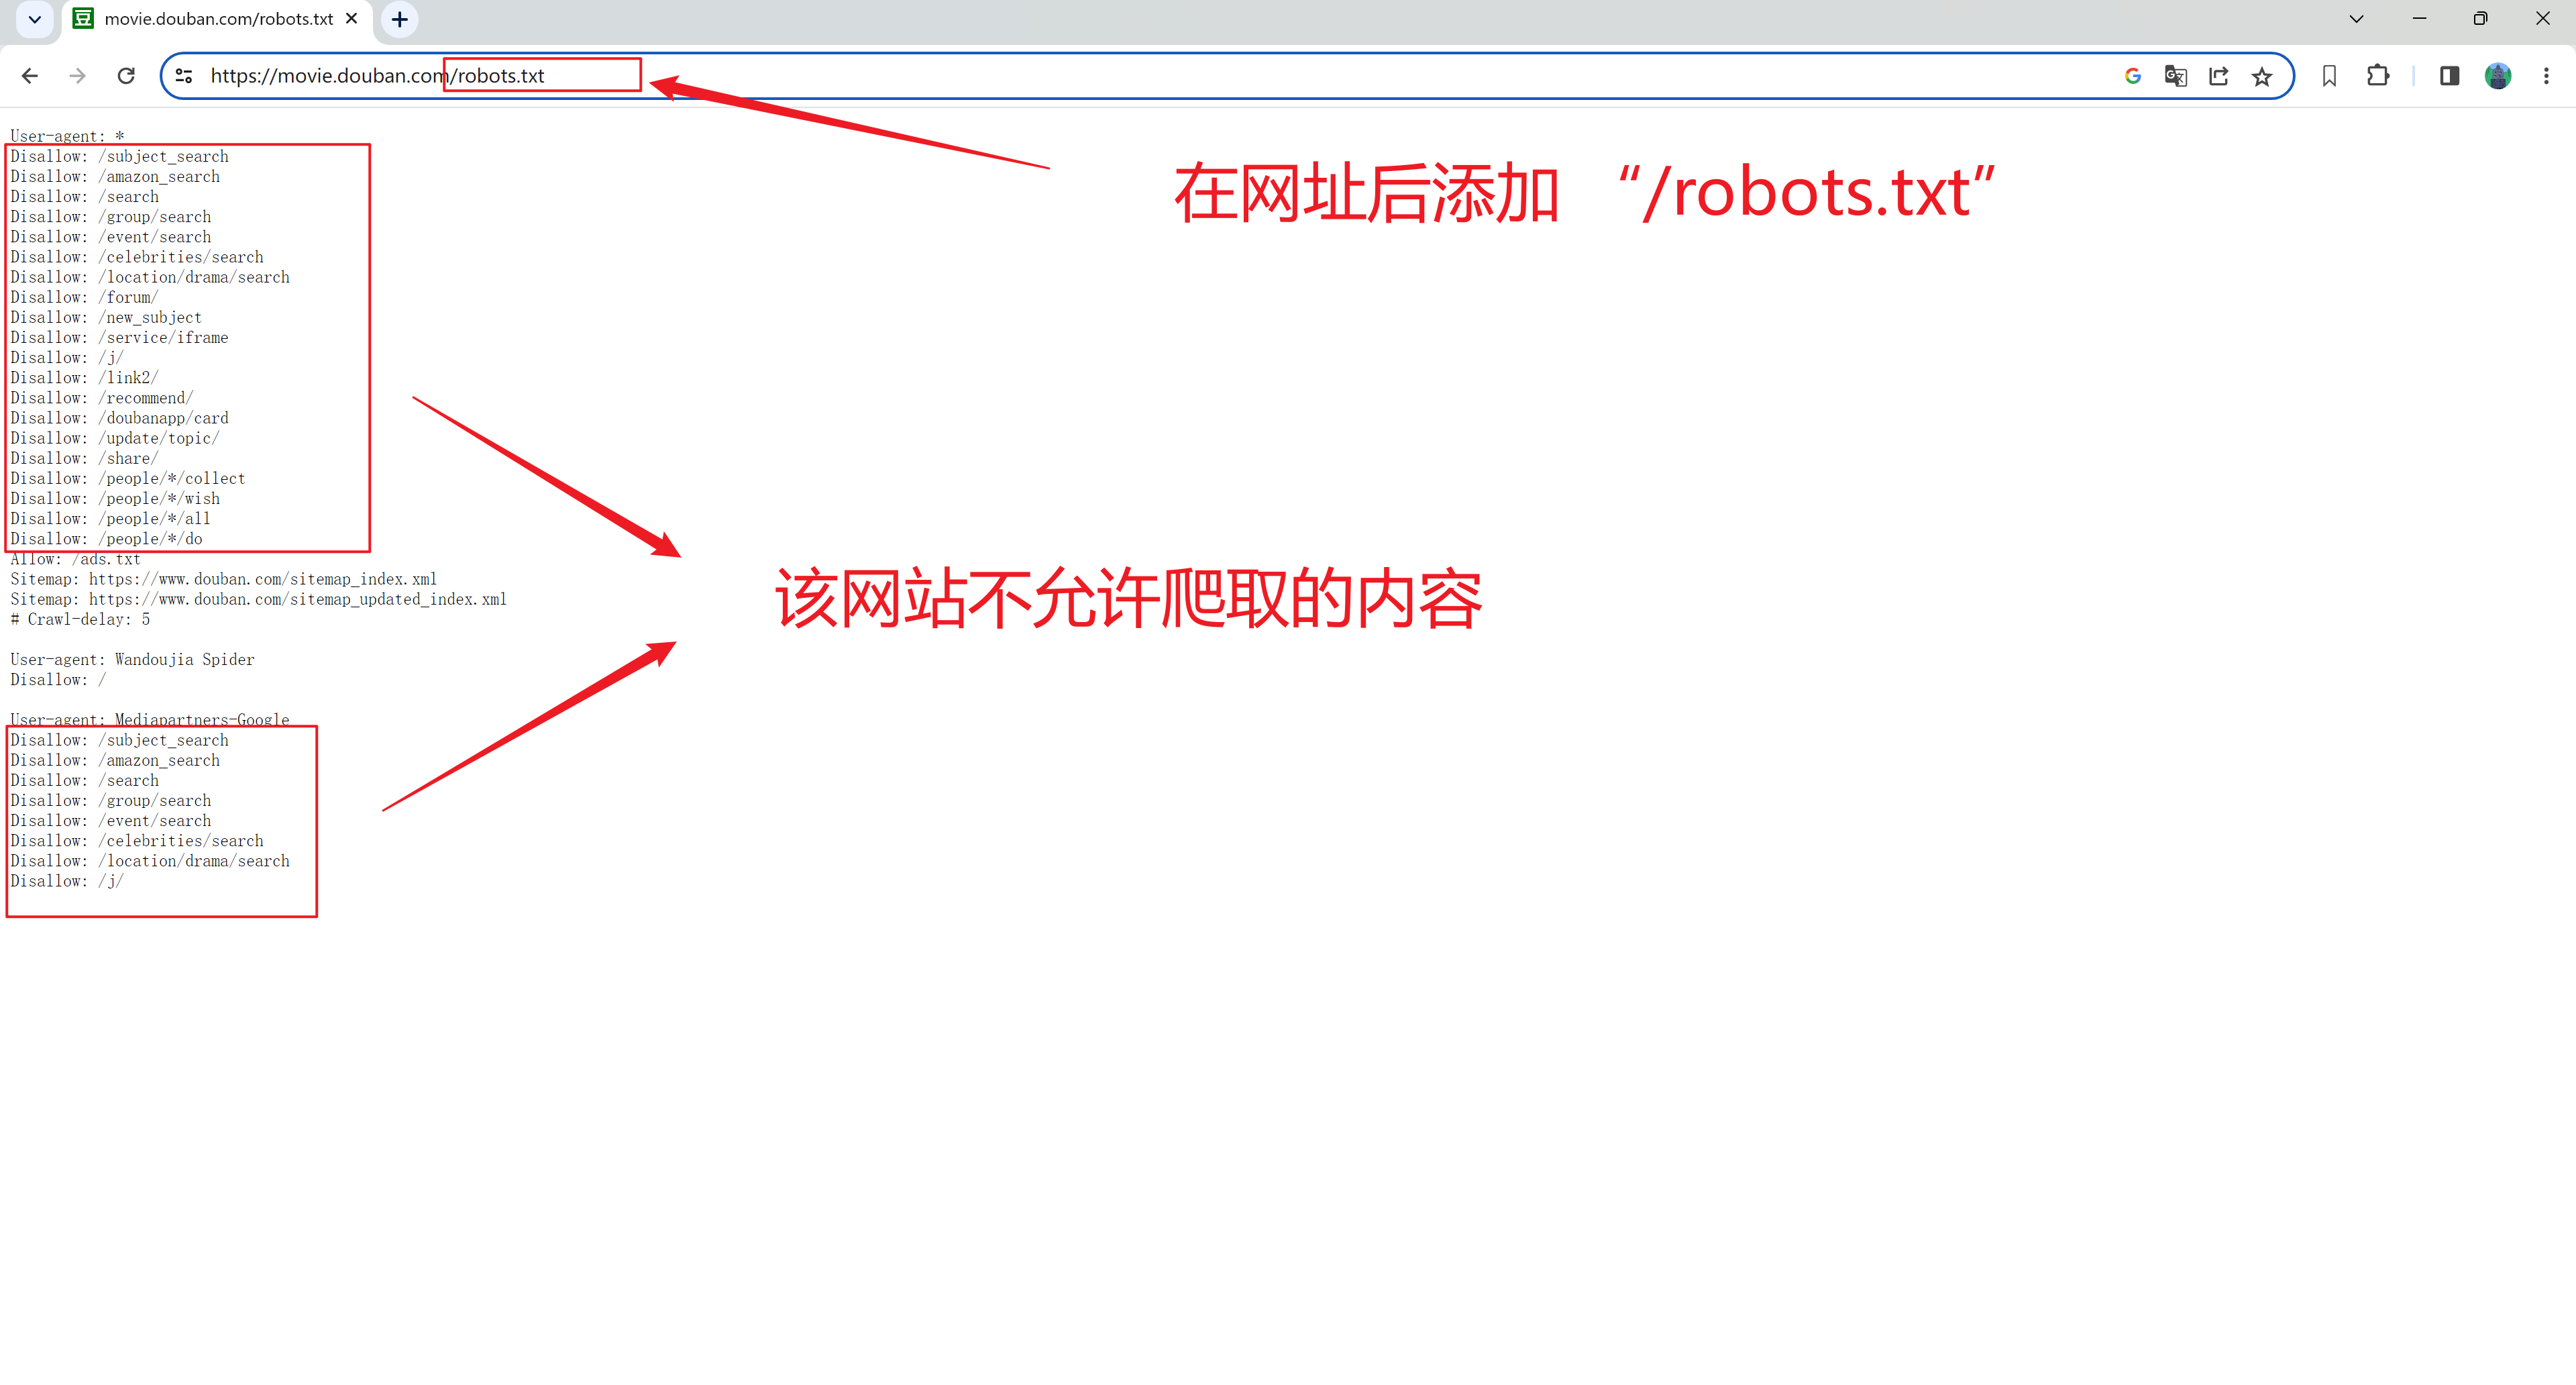 movie.douban.com/robots.txt
https://movie.douban.com/robots.txt
在网址后添加 “/robots.txt”
User-agent: *
Disallow: /subject_search
Disallow: /amazon_search
Disallow: /search
Disallow: /group/search
Disallow: /event/search
Disallow: /celebrities/search
Disallow: /location/drama/search
Disallow: /forum/
Disallow: /new_subject
Disallow: /service/iframe
Disallow: /j/
Disallow: /link2/
Disallow: /recommend/
Disallow: /doubanapp/card
Disallow: /update/topic/
Disallow: /share/
Disallow: /people/*/collect
Disallow: /people/*/wish
Disallow: /people/*/all
Disallow: /people/*/do
Allow: /ads.txt
Sitemap: https://www.douban.com/sitemap_index.xml
Sitemap: https://www.douban.com/sitemap_updated_index.xml
# Crawl-delay: 5
该网站不允许爬取的内容
User-agent: Wandoujia Spider
Disallow: /
User-agent: Mediapartners-Google
Disallow: /subject_search
Disallow: /amazon_search
Disallow: /search
Disallow: /group/search
Disallow: /event/search
Disallow: /celebrities/search
Disallow: /location/drama/search
Disallow: /j/